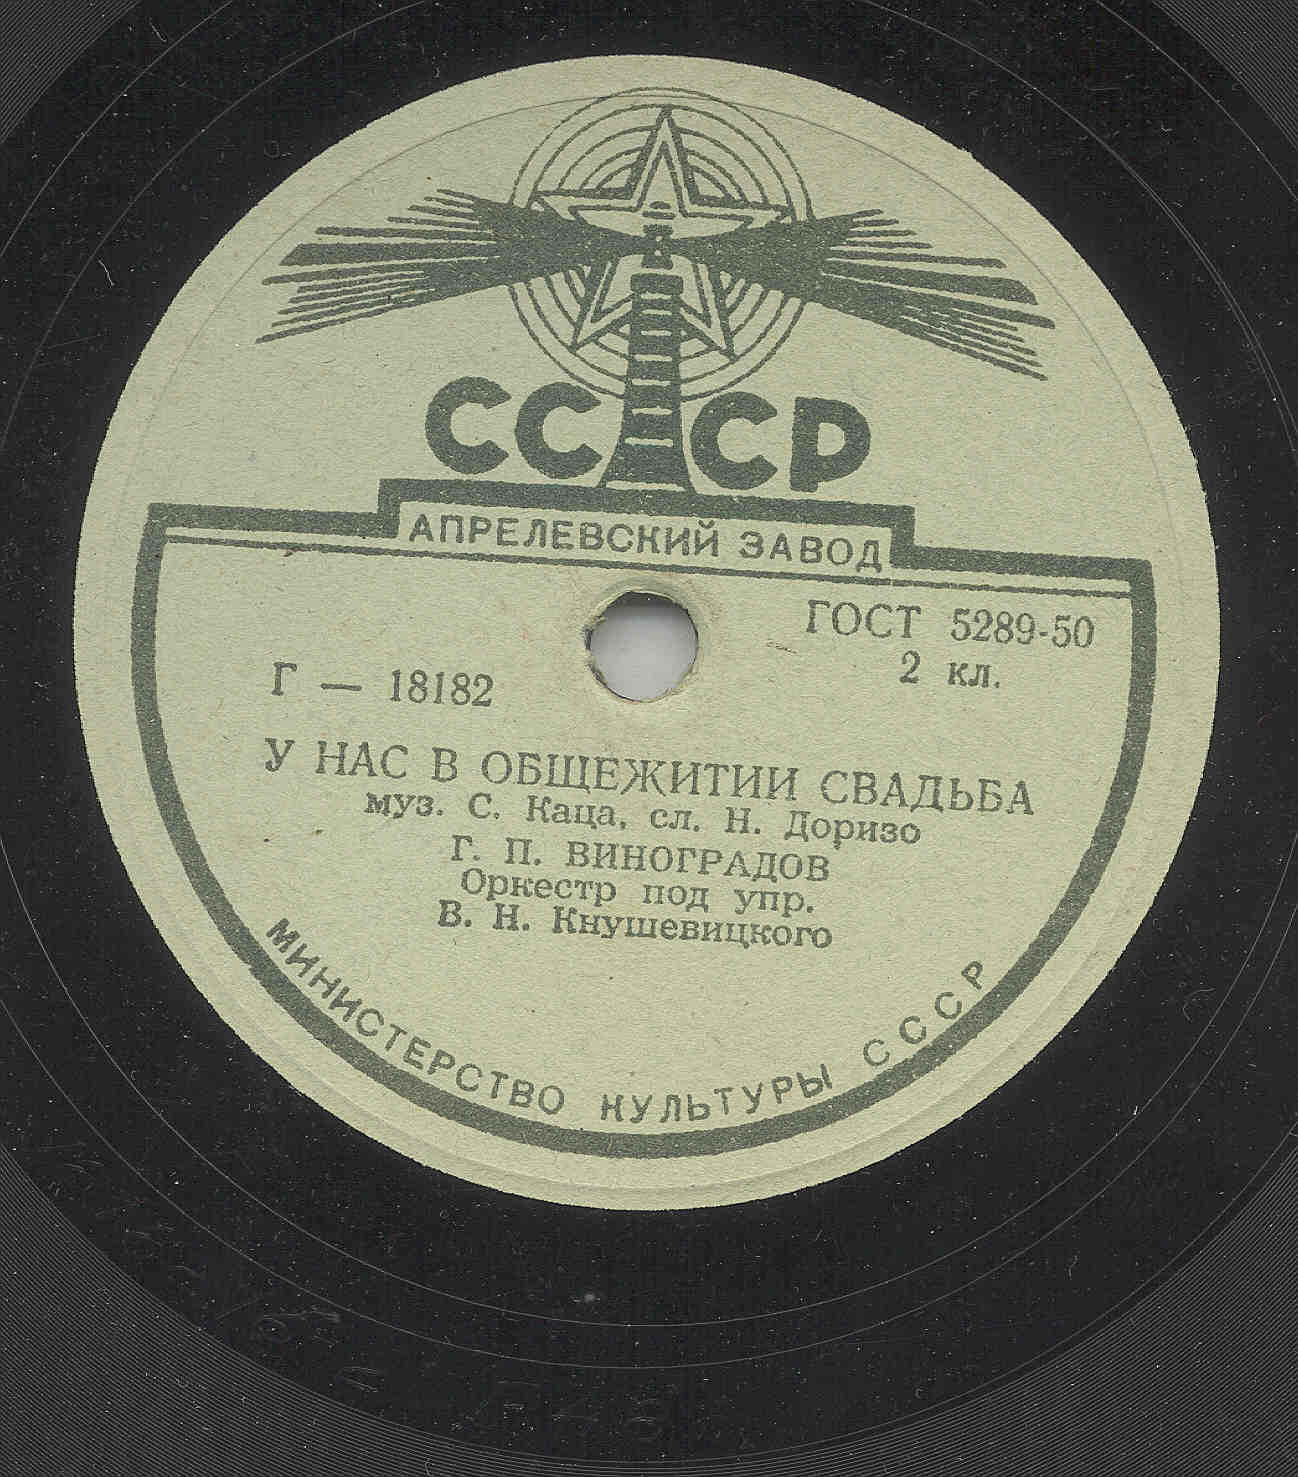 СССР
АПРЕЛЕВСКИЙ ЗАВОД
ГОСТ 5289-50
2 кл.
Г — 18182
У НАС В ОБЩЕЖИТИИ СВАДЬБА
муз. С. Каца, сл. Н. Доризо
Г. П. ВИНОГРАДОВ
Оркестр под упр.
В. Н. Кнушевицкого
МИНИСТЕРСТВО КУЛЬТУРЫ СССР